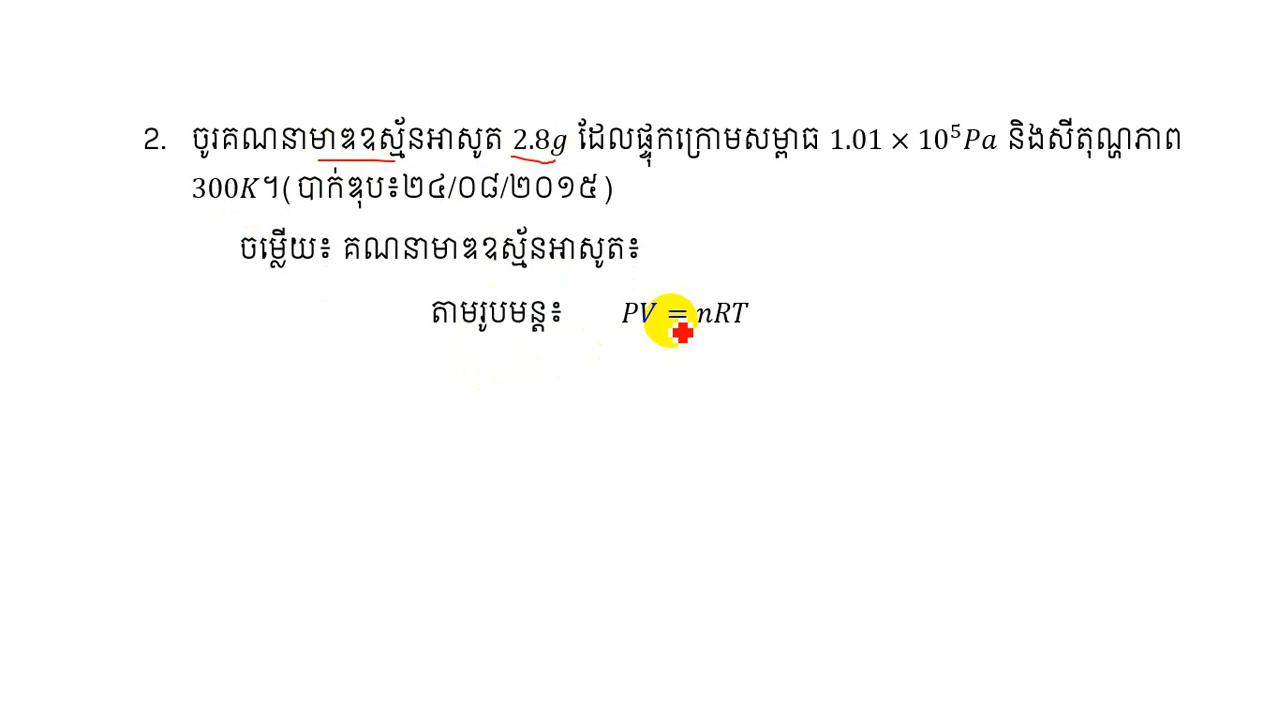 2. ចូរគណនាមាឌឧស្ម័នអាសូត 2.8g ដែលផ្ទុកក្រោមសម្ពាធ 1.01 × 10⁵Pa និងសីតុណ្ហភាព
300K។(បាក់ឌុប៖២៤/០៨/២០១៥)
ចម្លើយ៖ គណនាមាឌឧស្ម័នអាសូត៖
តាមរូបមន្ត៖ PV = nRT